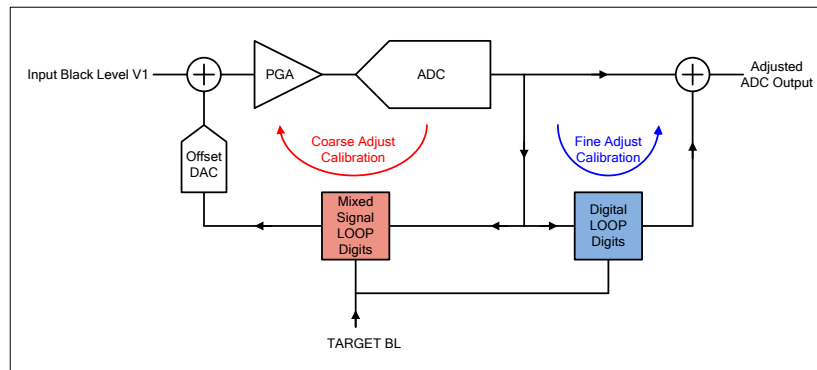 Input Black Level V1
PGA
ADC
Adjusted
ADC Output
Coarse Adjust
Calibration
Fine Adjust
Calibration
Offset
DAC
Mixed
Signal
LOOP
Digits
Digital
LOOP
Digits
TARGET BL